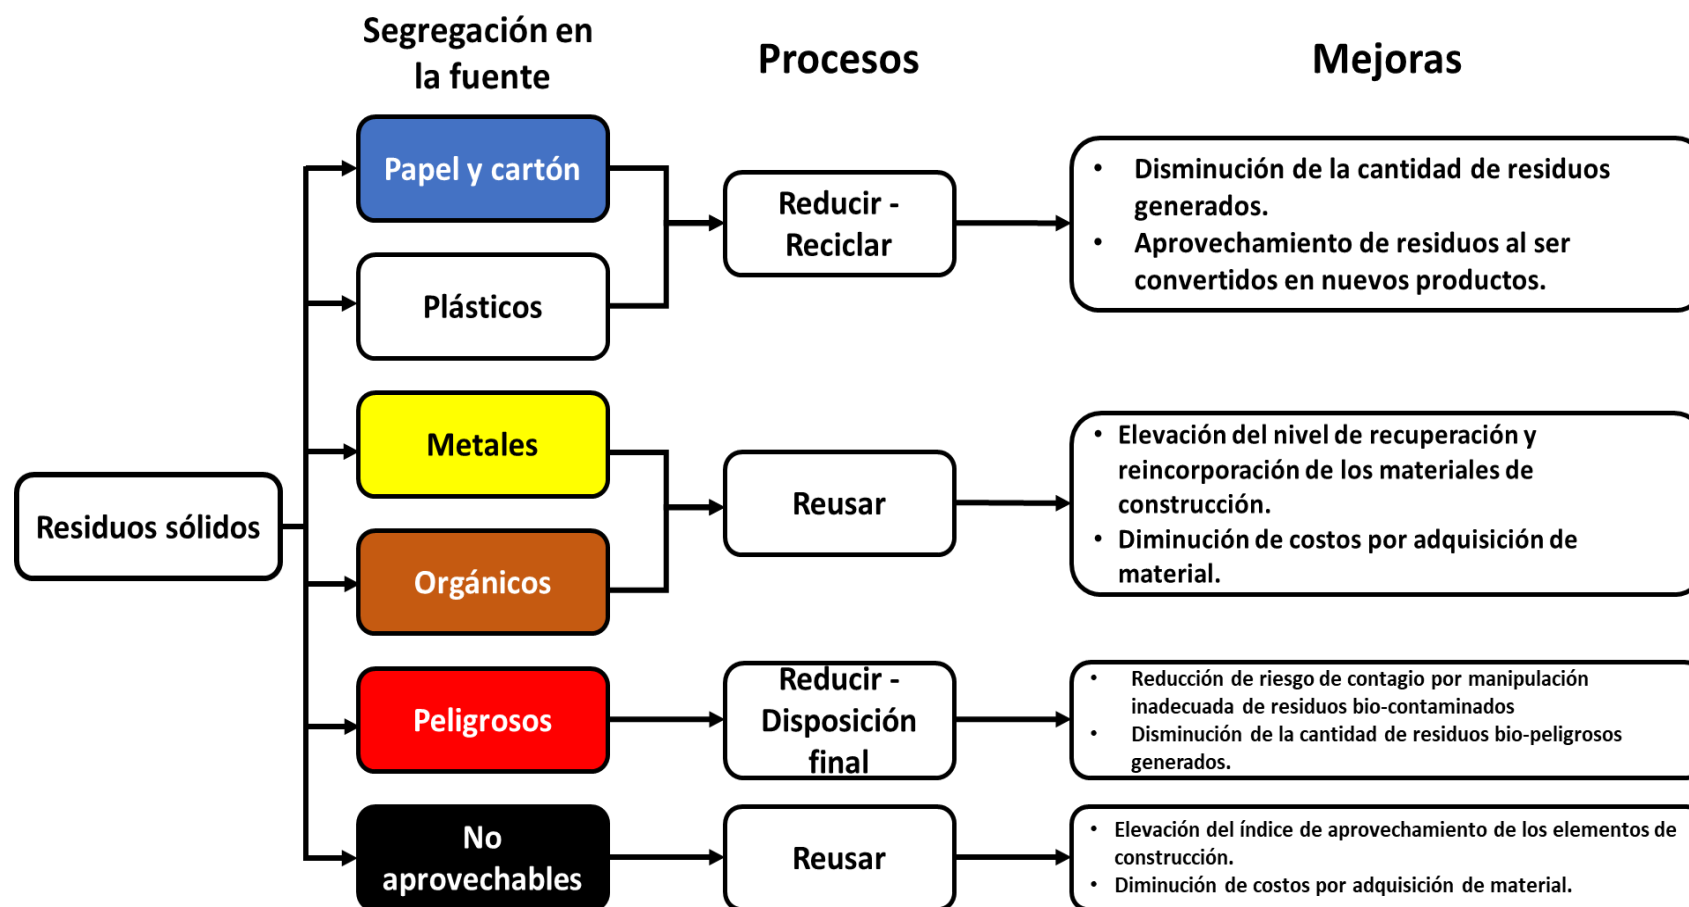 Segregación en
la fuente
Procesos
Mejoras
Residuos sólidos
Papel y cartón
Plásticos
Reducir -
Reciclar
• Disminución de la cantidad de residuos
generados.
• Aprovechamiento de residuos al ser
convertidos en nuevos productos.
Metales
Orgánicos
Reusar
• Elevación del nivel de recuperación y
reincorporación de los materiales de
construcción.
• Diminución de costos por adquisición de
material.
Peligrosos
Reducir -
Disposición
final
• Reducción de riesgo de contagio por manipulación
inadecuada de residuos bio-contaminados
• Disminución de la cantidad de residuos bio-peligrosos
generados.
No
aprovechables
Reusar
• Elevación del índice de aprovechamiento de los elementos de
construcción.
• Diminución de costos por adquisición de material.